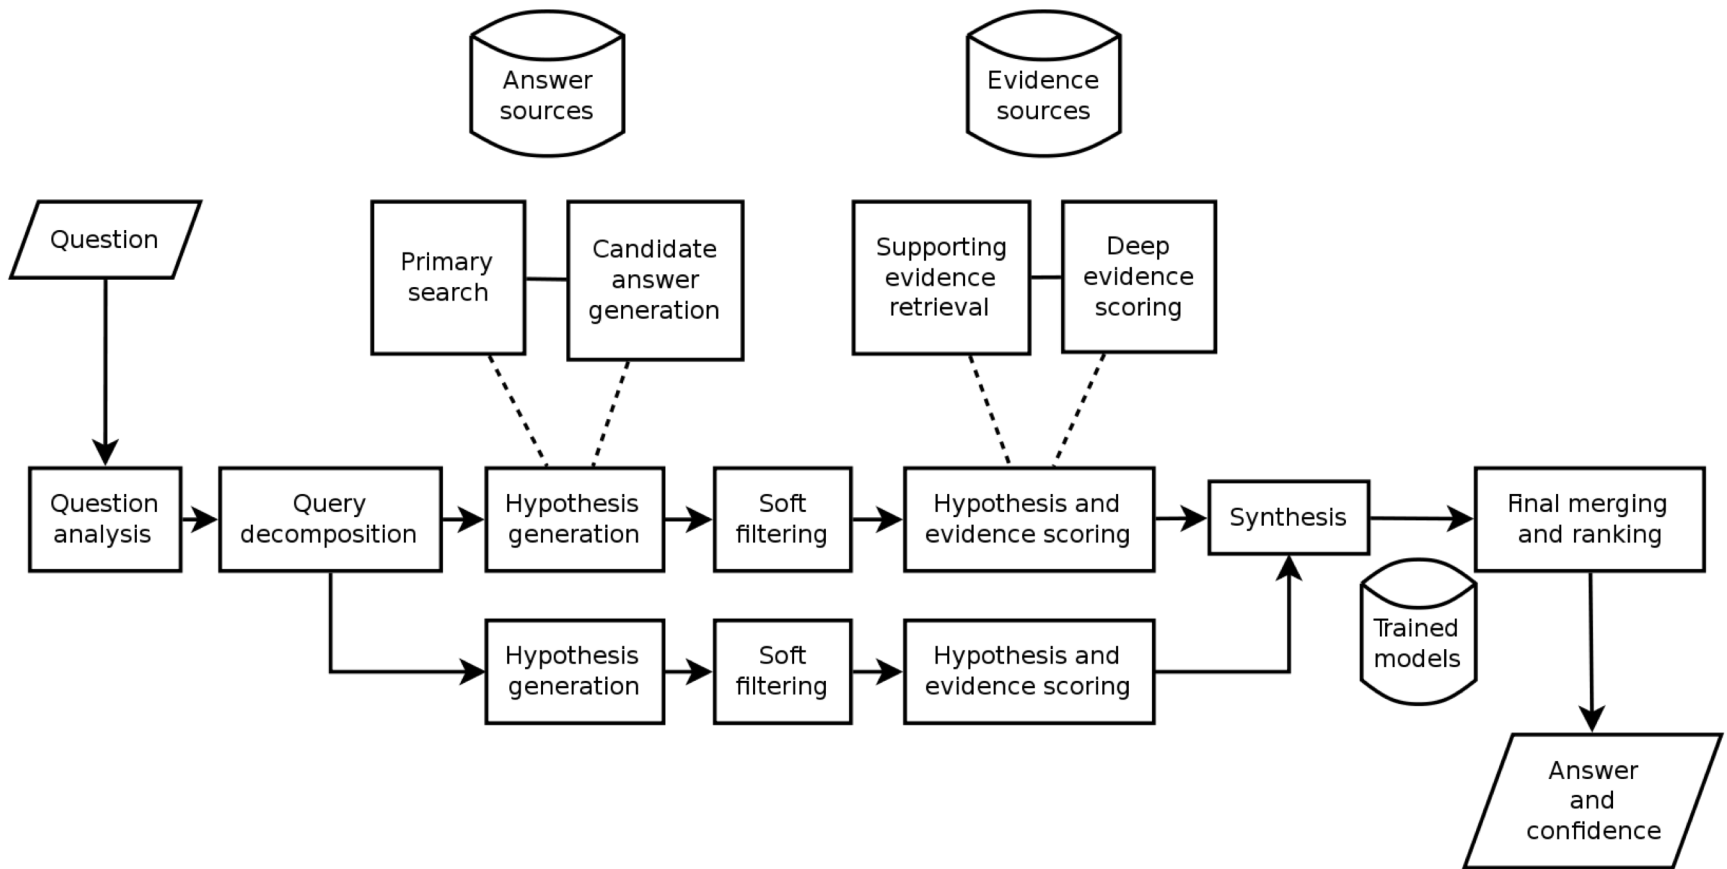 Answer
sources
Evidence
sources
Question
Primary
search
Candidate
answer
generation
Supporting
evidence
retrieval
Deep
evidence
scoring
Question
analysis
Query
decomposition
Hypothesis
generation
Soft
filtering
Hypothesis and
evidence scoring
Synthesis
Final merging
and ranking
Hypothesis
generation
Soft
filtering
Hypothesis and
evidence scoring
Trained
models
Answer
and
confidence